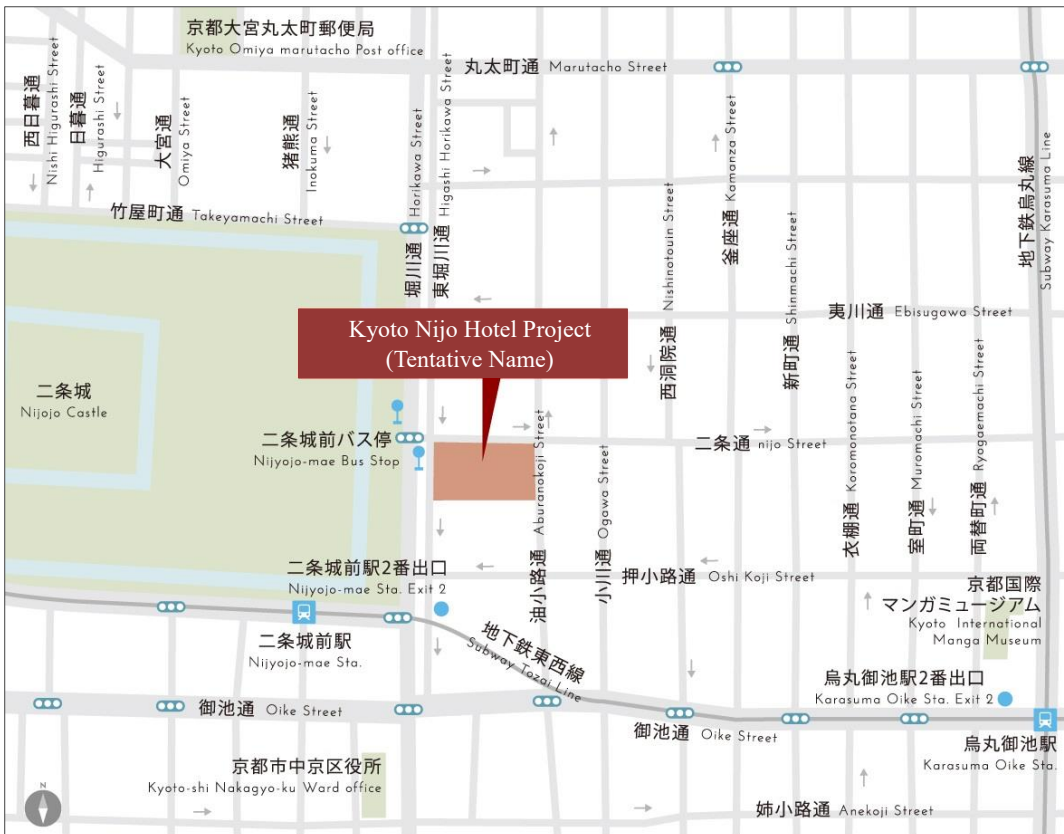 京都大宮丸太町郵便局
Kyoto Omiya marutacho Post office
丸太町通 Marutacho Street
西日暮通
Nishi Higurashi Street
日暮通
Higurashi Street
大宮通
Omiya Street
猪熊通
Inokuma Street
堀川通
Horikawa Street
東堀川通
Higashi Horikawa Street
釜座通
Kamanza Street
地下鉄烏丸線
Subway Karasuma Line
竹屋町通 Takeyamachi Street
西洞院通
Nishinotouin Street
新町通
Shinmachi Street
夷川通 Ebisugawa Street
Kyoto Nijo Hotel Project
(Tentative Name)
二条城
Nijojo Castle
二条城前バス停
Nijyojo-mae Bus Stop
二条通 nijo Street
油小路通
Aburanokoji Street
小川通
Ogawa Street
衣棚通
Koromonotana Street
室町通
Muromachi Street
両替町通
Ryogaemachi Street
二条城前駅2番出口
Nijyojo-mae Sta. Exit 2
押小路通 Oshi Koji Street
京都国際
マンガミュージアム
Kyoto International
Manga Museum
二条城前駅
Nijyojo-mae Sta.
地下鉄東西線
Subway Tozai Line
烏丸御池駅2番出口
Karasuma Oike Sta. Exit 2
御池通 Oike Street
御池通 Oike Street
烏丸御池駅
Karasuma Oike Sta.
京都市中京区役所
Kyoto-shi Nakagyo-ku Ward office
姉小路通 Anekoji Street
N